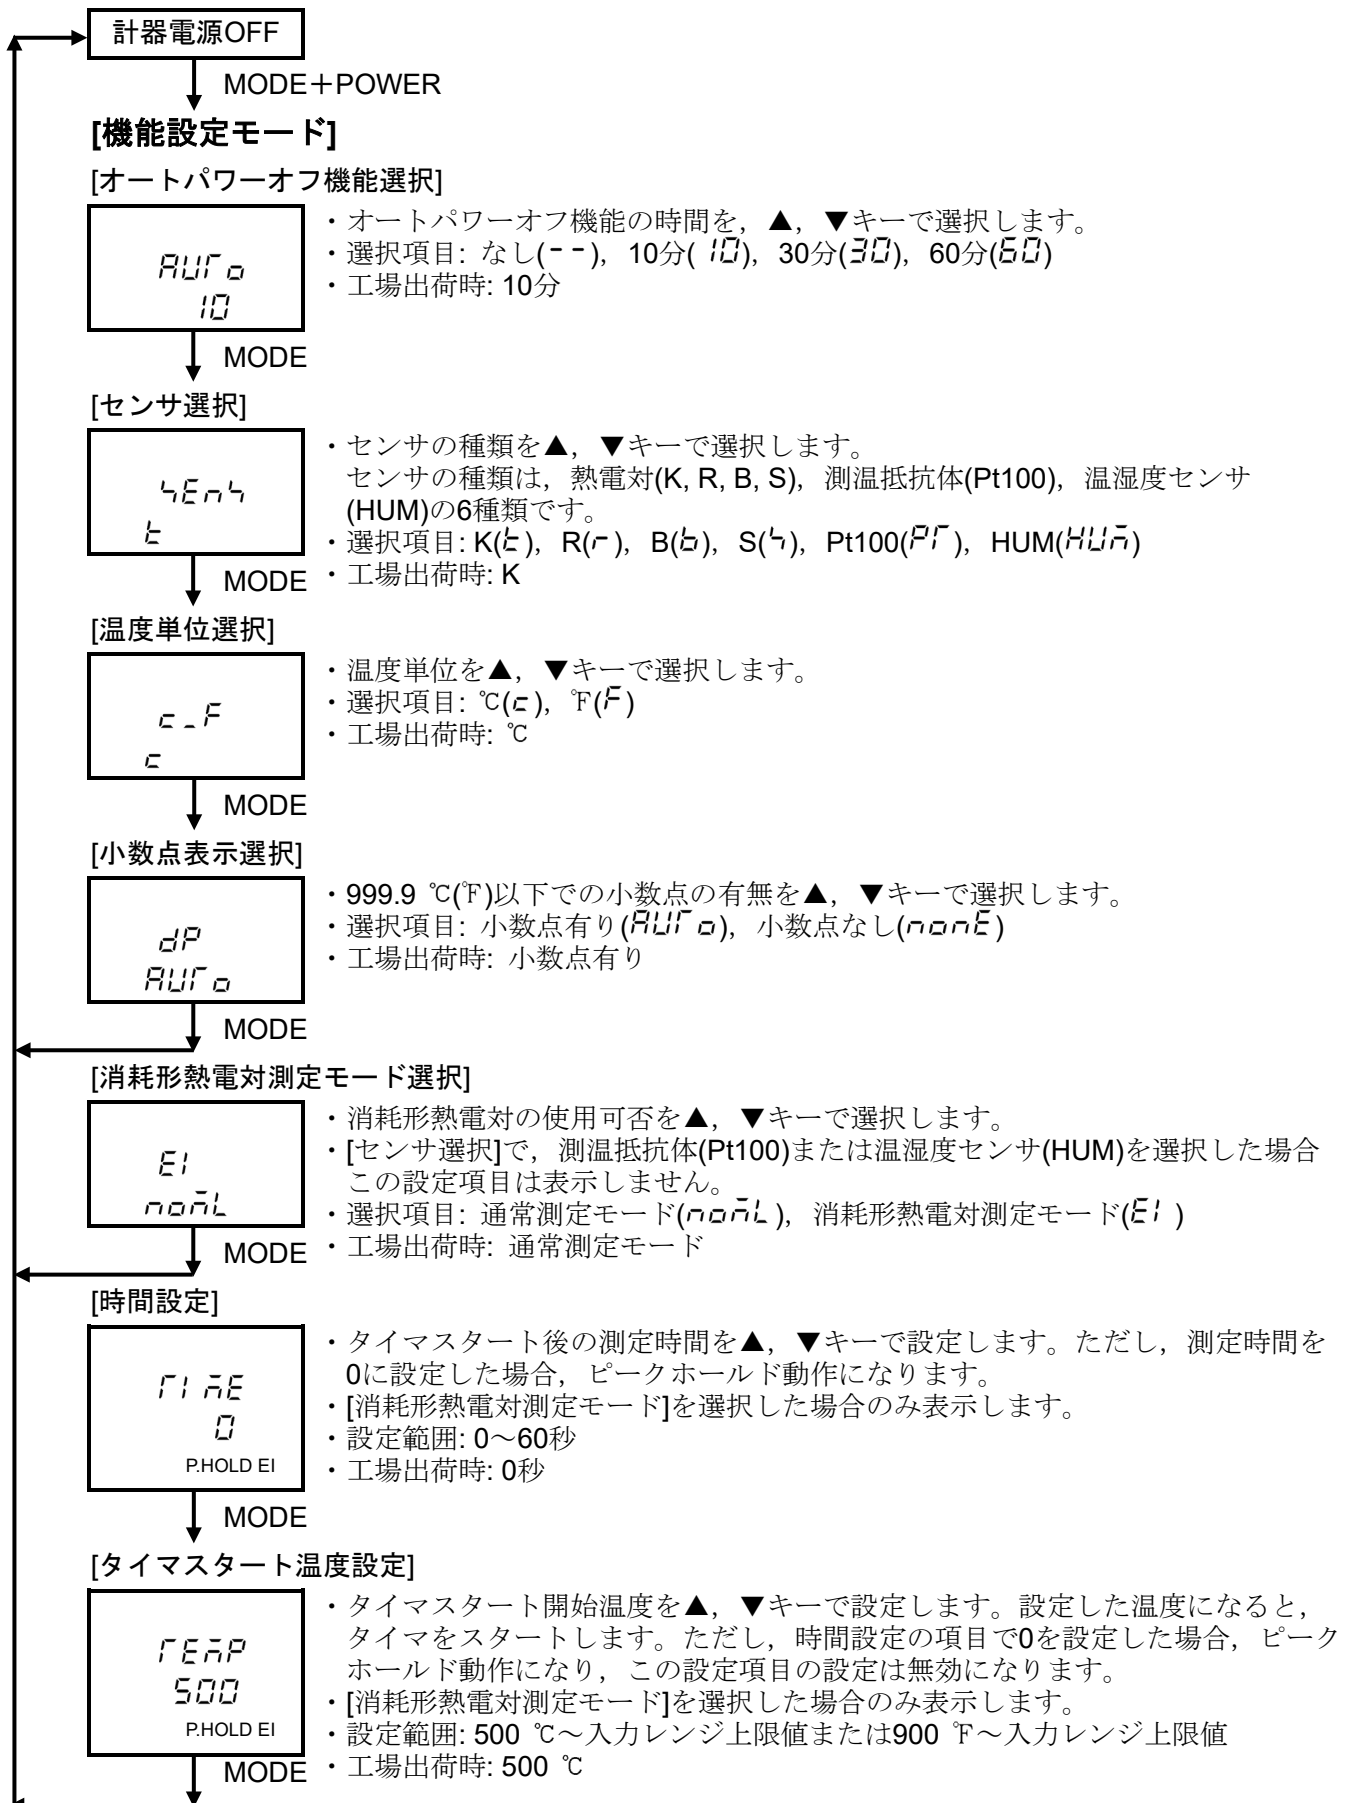 計器電源OFF
MODE＋POWER
[機能設定モード]
[オートパワーオフ機能選択]
AUTo
10
・オートパワーオフ機能の時間を，▲，▼キーで選択します。
・選択項目: なし(--)，10分(10)，30分(30)，60分(60)
・工場出荷時: 10分
MODE
[センサ選択]
SEnS
k
・センサの種類を▲，▼キーで選択します。
センサの種類は，熱電対(K, R, B, S)，測温抵抗体(Pt100)，温湿度センサ
(HUM)の6種類です。
・選択項目: K(k)，R(r)，B(b)，S(S)，Pt100(PT)，HUM(HUM)
・工場出荷時: K
MODE
[温度単位選択]
c_F
c
・温度単位を▲，▼キーで選択します。
・選択項目: ℃(c)，℉(F)
・工場出荷時: ℃
MODE
[小数点表示選択]
dP
AUTo
・999.9 ℃(℉)以下での小数点の有無を▲，▼キーで選択します。
・選択項目: 小数点有り(AUTo)，小数点なし(nonE)
・工場出荷時: 小数点有り
MODE
[消耗形熱電対測定モード選択]
EI
noML
・消耗形熱電対の使用可否を▲，▼キーで選択します。
・[センサ選択]で，測温抵抗体(Pt100)または温湿度センサ(HUM)を選択した場合
この設定項目は表示しません。
・選択項目: 通常測定モード(noML)，消耗形熱電対測定モード(EI)
・工場出荷時: 通常測定モード
MODE
[時間設定]
TIME
0
P.HOLD EI
・タイマスタート後の測定時間を▲，▼キーで設定します。ただし，測定時間を
0に設定した場合，ピークホールド動作になります。
・[消耗形熱電対測定モード]を選択した場合のみ表示します。
・設定範囲: 0～60秒
・工場出荷時: 0秒
MODE
[タイマスタート温度設定]
TEMP
500
P.HOLD EI
・タイマスタート開始温度を▲，▼キーで設定します。設定した温度になると，
タイマをスタートします。ただし，時間設定の項目で0を設定した場合，ピーク
ホールド動作になり，この設定項目の設定は無効になります。
・[消耗形熱電対測定モード]を選択した場合のみ表示します。
・設定範囲: 500 ℃～入力レンジ上限値または900 ℉～入力レンジ上限値
・工場出荷時: 500 ℃
MODE